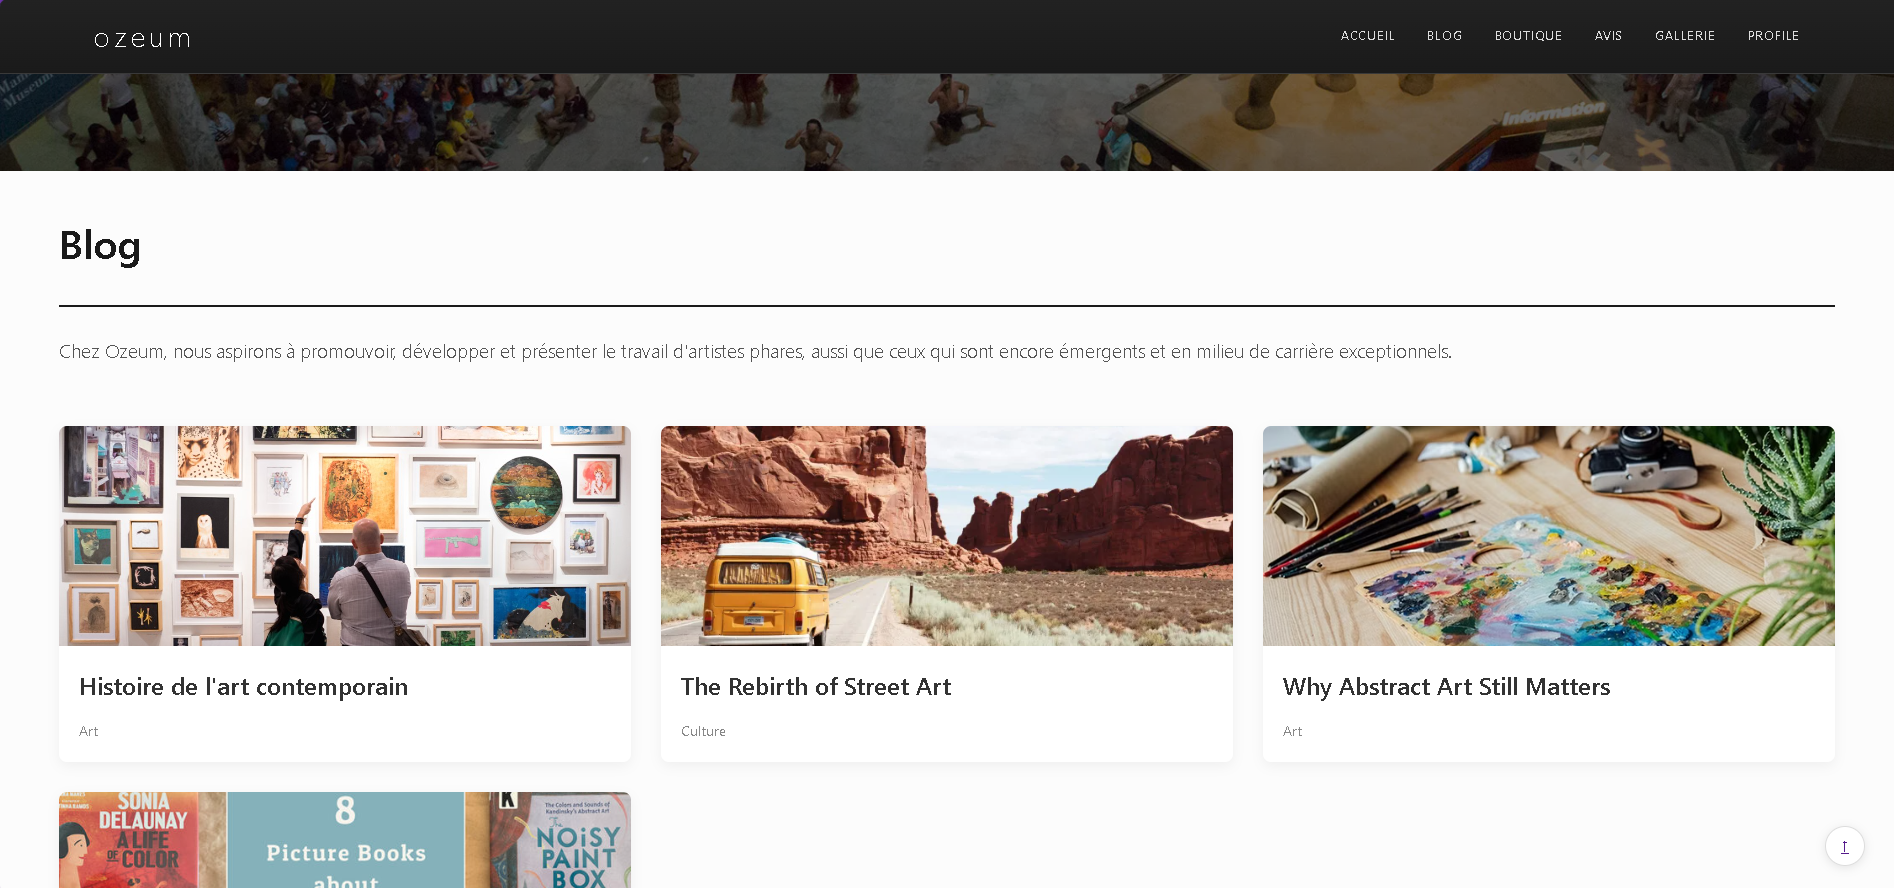 ozeum
ACCUEIL BLOG BOUTIQUE AVIS GALLERIE PROFILE
Museum
Information
Blog
Chez Ozeum, nous aspirons à promouvoir, développer et présenter le travail d'artistes phares, aussi que ceux qui sont encore émergents et en milieu de carrière exceptionnels.
Histoire de l'art contemporain
Art
The Rebirth of Street Art
Culture
Why Abstract Art Still Matters
Art
SONIA
DELAUNAY
A LIFE
OF COLOR
8
Picture Books
about
K
The Colors and Sounds of
Kandinsky's Abstract Art
The
NOiSY
PAINT
BOX
↑